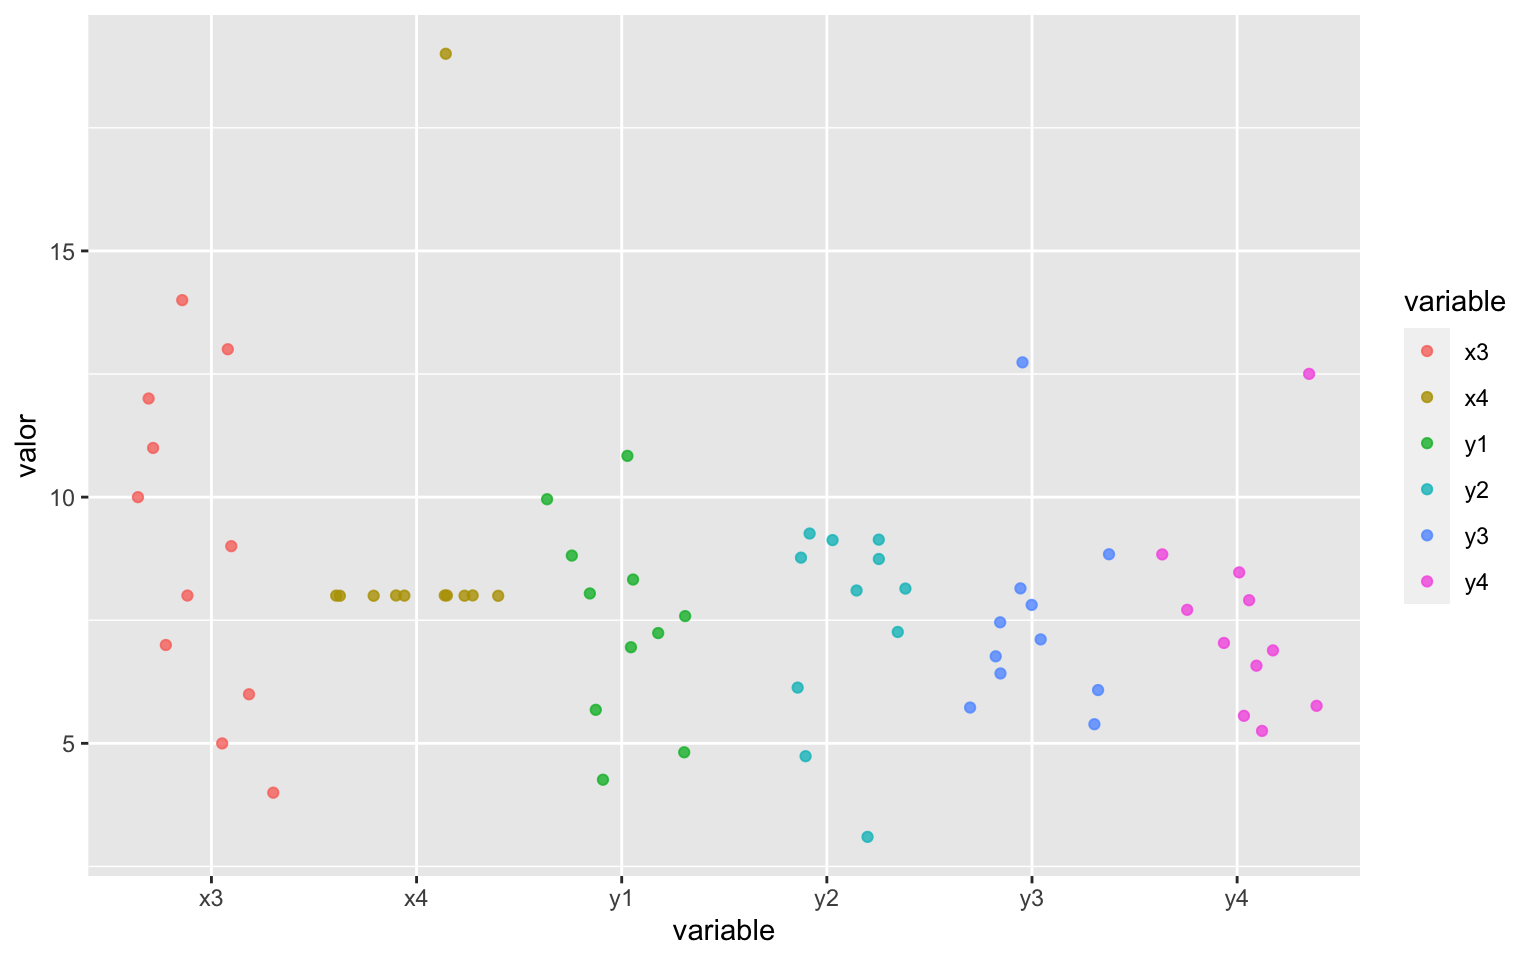 valor
15
10
5
x3 x4 y1 y2 y3 y4
variable
variable
x3
x4
y1
y2
y3
y4